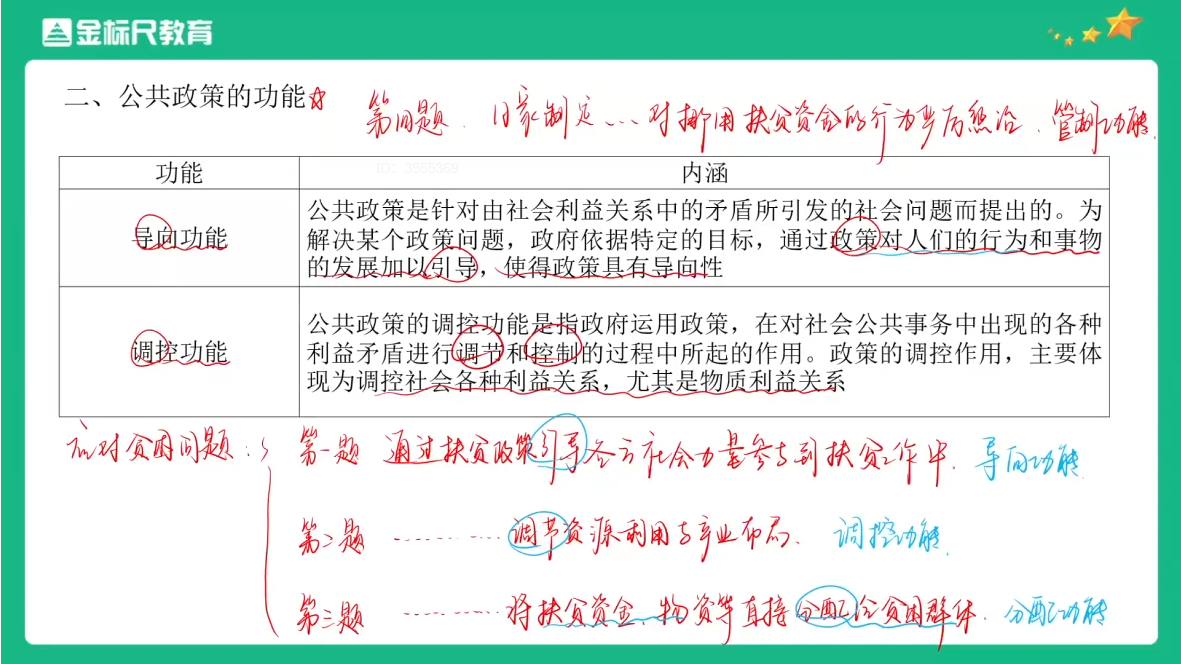 金标尺教育
二、公共政策的功能
第四题. 国家制定……对挪用扶贫资金的行为严厉惩治. 管制功能.
ID: 3555369
功能 内涵
导向功能
公共政策是针对由社会利益关系中的矛盾所引发的社会问题而提出的。为
解决某个政策问题，政府依据特定的目标，通过政策对人们的行为和事物
的发展加以引导，使得政策具有导向性
调控功能
公共政策的调控功能是指政府运用政策，在对社会公共事务中出现的各种
利益矛盾进行调节和控制的过程中所起的作用。政策的调控作用，主要体
现为调控社会各种利益关系，尤其是物质利益关系
应对贫困问题: 第一题 通过扶贫政策引导各方社会力量参与到扶贫工作中. 导向功能.
第二题 ········ 调节资源利用与产业布局. 调控功能.
第三题 ········ 将扶贫资金、物资等直接分配给贫困群体. 分配功能